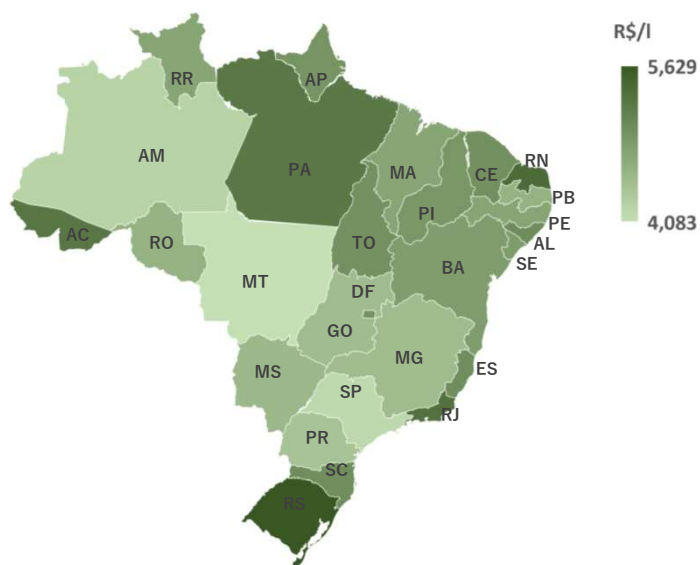 R$/l
5,629
4,083
RR
AP
AM
PA
MA
CE
RN
PB
PI
PE
AL
SE
AC
RO
TO
BA
MT
DF
GO
MG
ES
MS
SP
RJ
PR
SC
RS